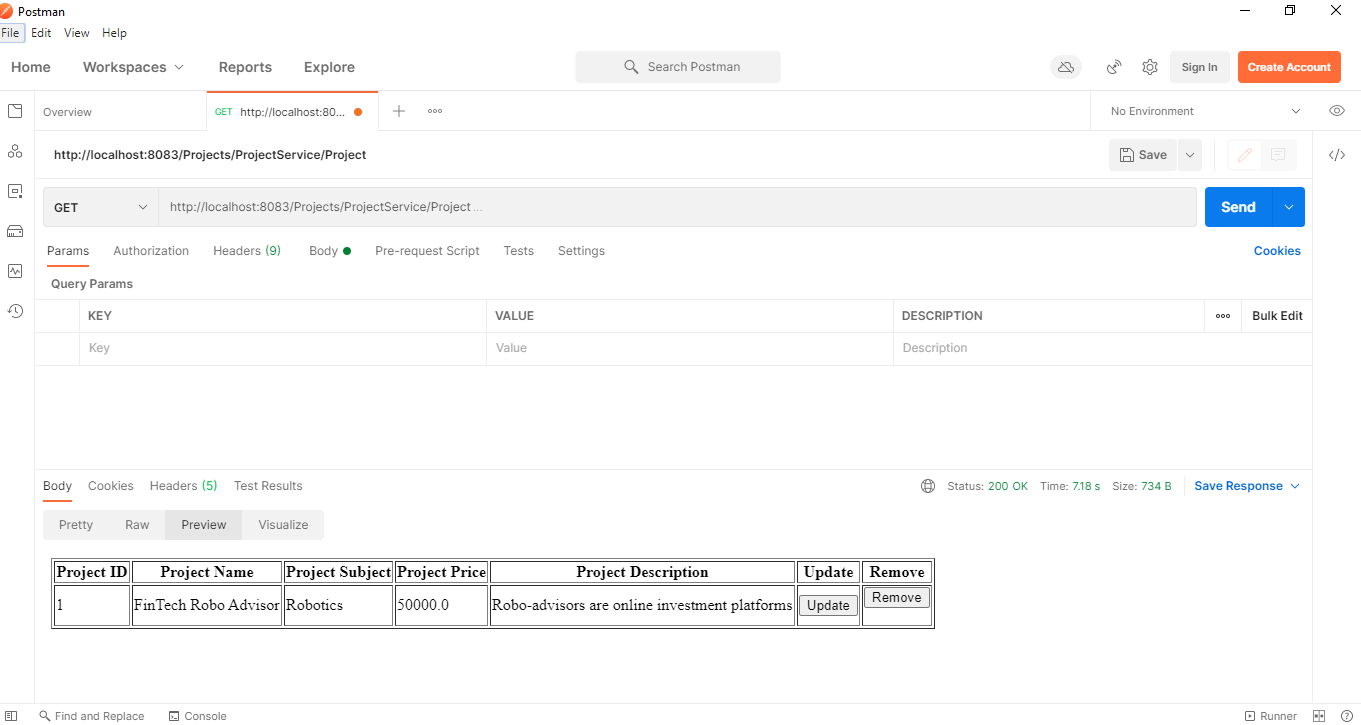 Postman
File Edit View Help
Home Workspaces Reports Explore Search Postman Sign In Create Account
Overview GET http://localhost:80... No Environment
http://localhost:8083/Projects/ProjectService/Project Save
GET http://localhost:8083/Projects/ProjectService/Project ... Send
Params Authorization Headers (9) Body Pre-request Script Tests Settings Cookies
Query Params
KEY VALUE DESCRIPTION Bulk Edit
Key Value Description
Body Cookies Headers (5) Test Results Status: 200 OK Time: 7.18 s Size: 734 B Save Response
Pretty Raw Preview Visualize
Project ID Project Name Project Subject Project Price Project Description Update Remove
1 FinTech Robo Advisor Robotics 50000.0 Robo-advisors are online investment platforms Update Remove
Find and Replace Console Runner